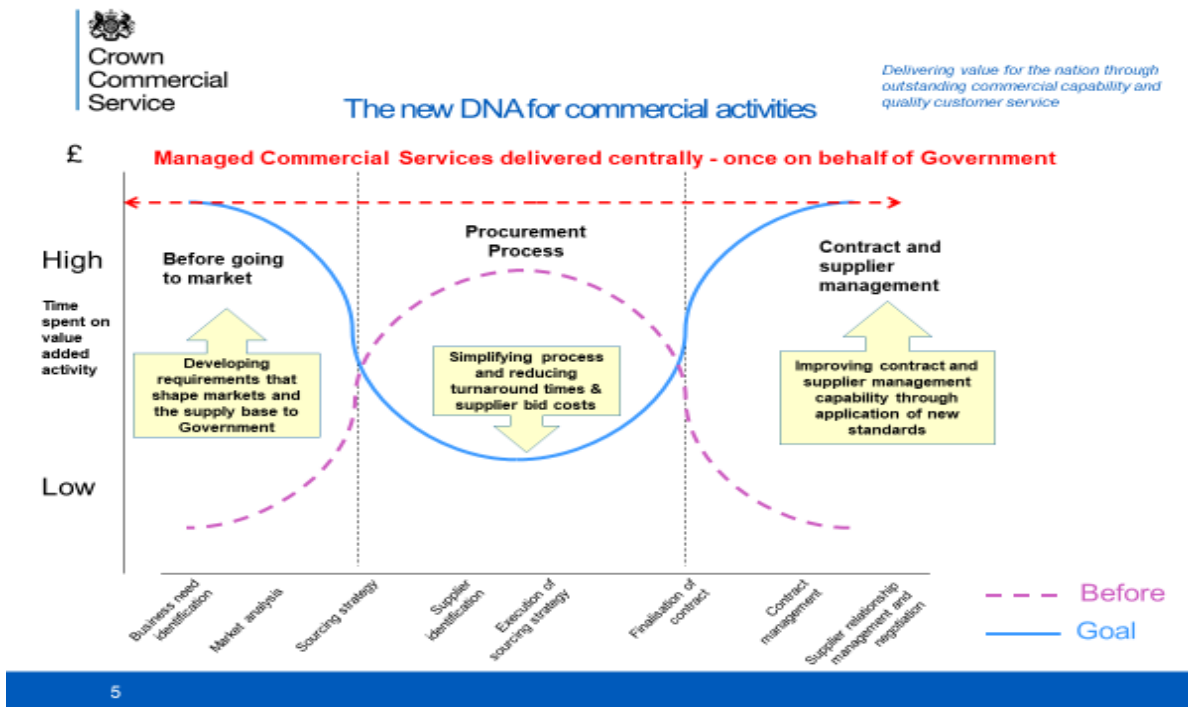 Crown
Commercial
Service
Delivering value for the nation through
outstanding commercial capability and
quality customer service
The new DNA for commercial activities
£
Managed Commercial Services delivered centrally - once on behalf of Government
High
Time
spent on
value
added
activity
Low
Before going
to market
Developing
requirements that
shape markets and
the supply base to
Government
Procurement
Process
Simplifying process
and reducing
turnaround times &
supplier bid costs
Contract and
supplier
management
Improving contract and
supplier management
capability through
application of new
standards
Business need
identification
Market analysis
Sourcing strategy
Supplier
identification
Execution of
sourcing strategy
Finalisation of
contract
Contract
management
Supplier relationship
management and
negotiation
Before
Goal
5